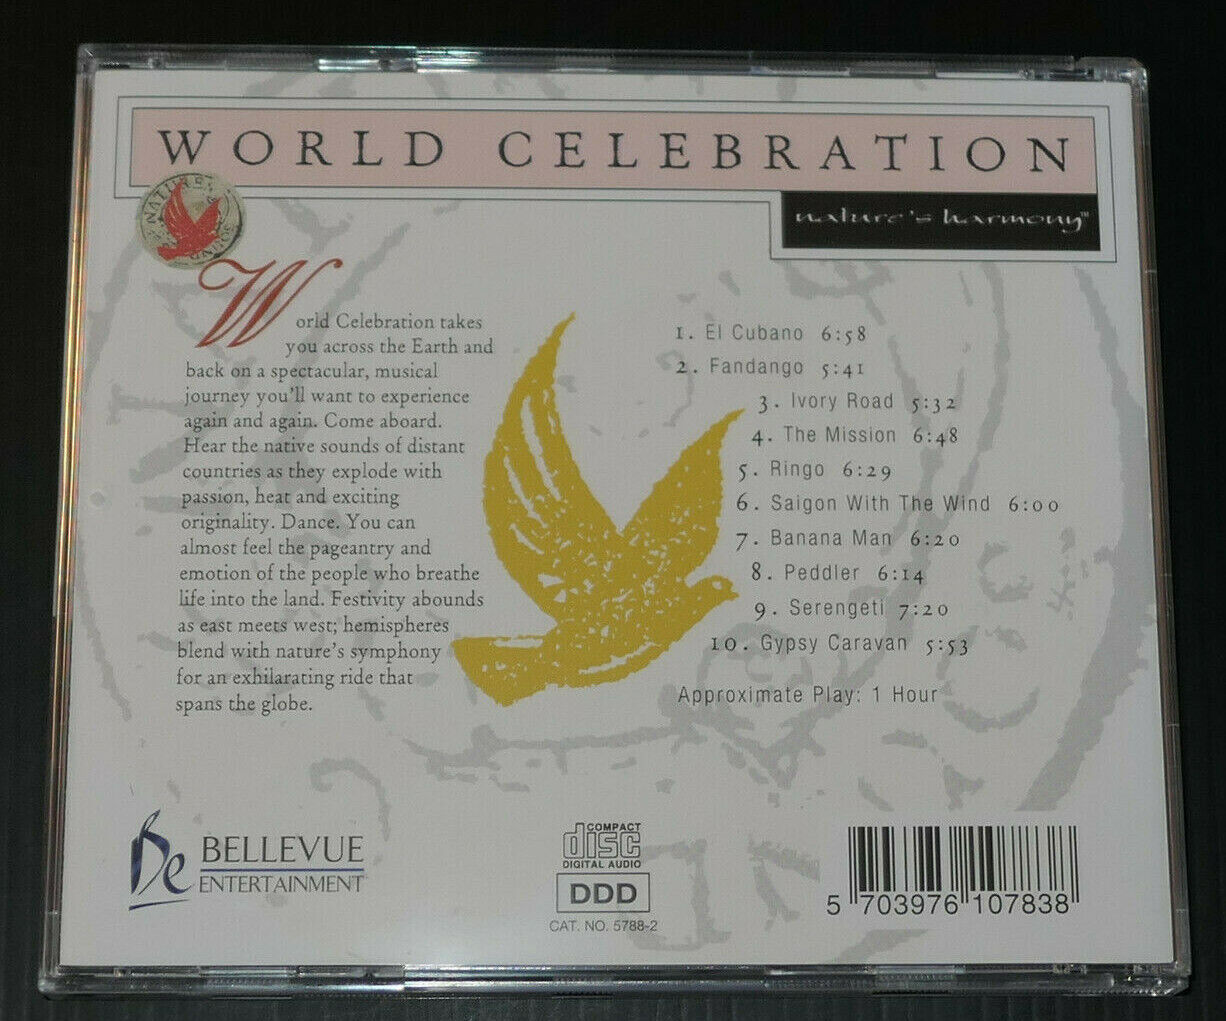 WORLD CELEBRATION
nature's harmony™
NATURE'S
SOUND
World Celebration takes
you across the Earth and
back on a spectacular, musical
journey you'll want to experience
again and again. Come aboard.
Hear the native sounds of distant
countries as they explode with
passion, heat and exciting
originality. Dance. You can
almost feel the pageantry and
emotion of the people who breathe
life into the land. Festivity abounds
as east meets west; hemispheres
blend with nature's symphony
for an exhilarating ride that
spans the globe.
1. El Cubano 6:58
2. Fandango 5:41
3. Ivory Road 5:32
4. The Mission 6:48
5. Ringo 6:29
6. Saigon With The Wind 6:00
7. Banana Man 6:20
8. Peddler 6:14
9. Serengeti 7:20
10. Gypsy Caravan 5:53
Approximate Play: 1 Hour
Be BELLEVUE
ENTERTAINMENT
COMPACT
disc
DIGITAL AUDIO
DDD
CAT. NO. 5788-2
5 703976 107838